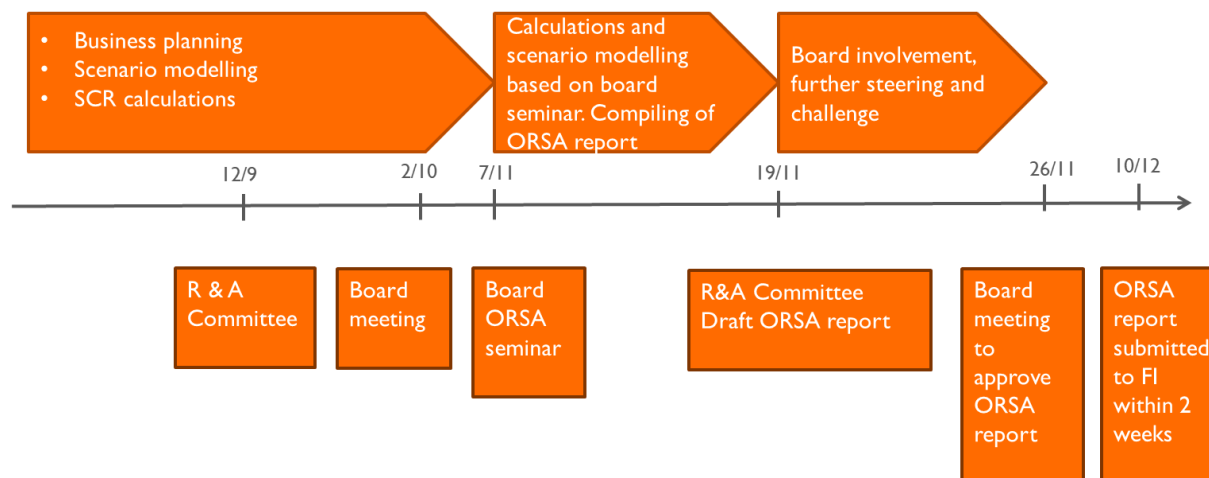 • Business planning
• Scenario modelling
• SCR calculations
Calculations and
scenario modelling
based on board
seminar. Compiling of
ORSA report
Board involvement,
further steering and
challenge
12/9
2/10
7/11
19/11
26/11
10/12
R & A
Committee
Board
meeting
Board
ORSA
seminar
R&A Committee
Draft ORSA report
Board
meeting
to
approve
ORSA
report
ORSA
report
submitted
to FI
within 2
weeks